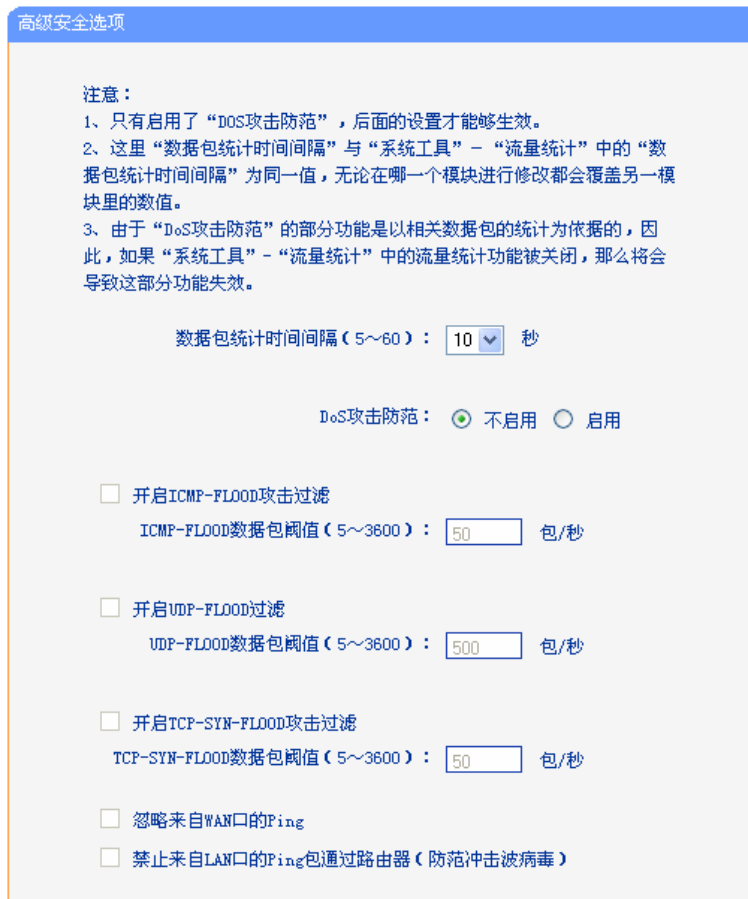 高级安全选项
注意：
1、只有启用了“DOS攻击防范”，后面的设置才能够生效。
2、这里“数据包统计时间间隔”与“系统工具”－“流量统计”中的“数
据包统计时间间隔”为同一值，无论在哪一个模块进行修改都会覆盖另一模
块里的数值。
3、由于“DoS攻击防范”的部分功能是以相关数据包的统计为依据的，因
此，如果“系统工具”-“流量统计”中的流量统计功能被关闭，那么将会
导致这部分功能失效。
数据包统计时间间隔（5～60）： 10 秒
DoS攻击防范： 不启用 启用
开启ICMP-FLOOD攻击过滤
ICMP-FLOOD数据包阈值（5～3600）： 50 包/秒
开启UDP-FLOOD过滤
UDP-FLOOD数据包阈值（5～3600）： 500 包/秒
开启TCP-SYN-FLOOD攻击过滤
TCP-SYN-FLOOD数据包阈值（5～3600）： 50 包/秒
忽略来自WAN口的Ping
禁止来自LAN口的Ping包通过路由器（防范冲击波病毒）